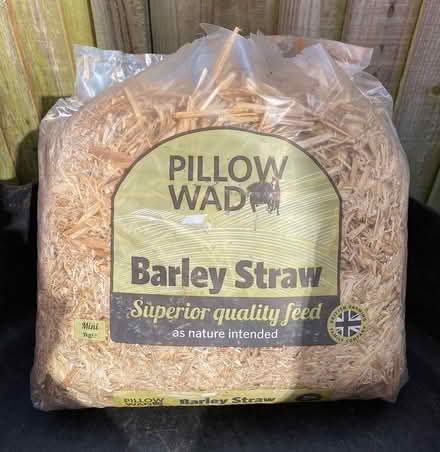 PILLOW
WAD
Barley Straw
Superior quality feed
as nature intended
Mini
PILLOW
WAD
Barley Straw